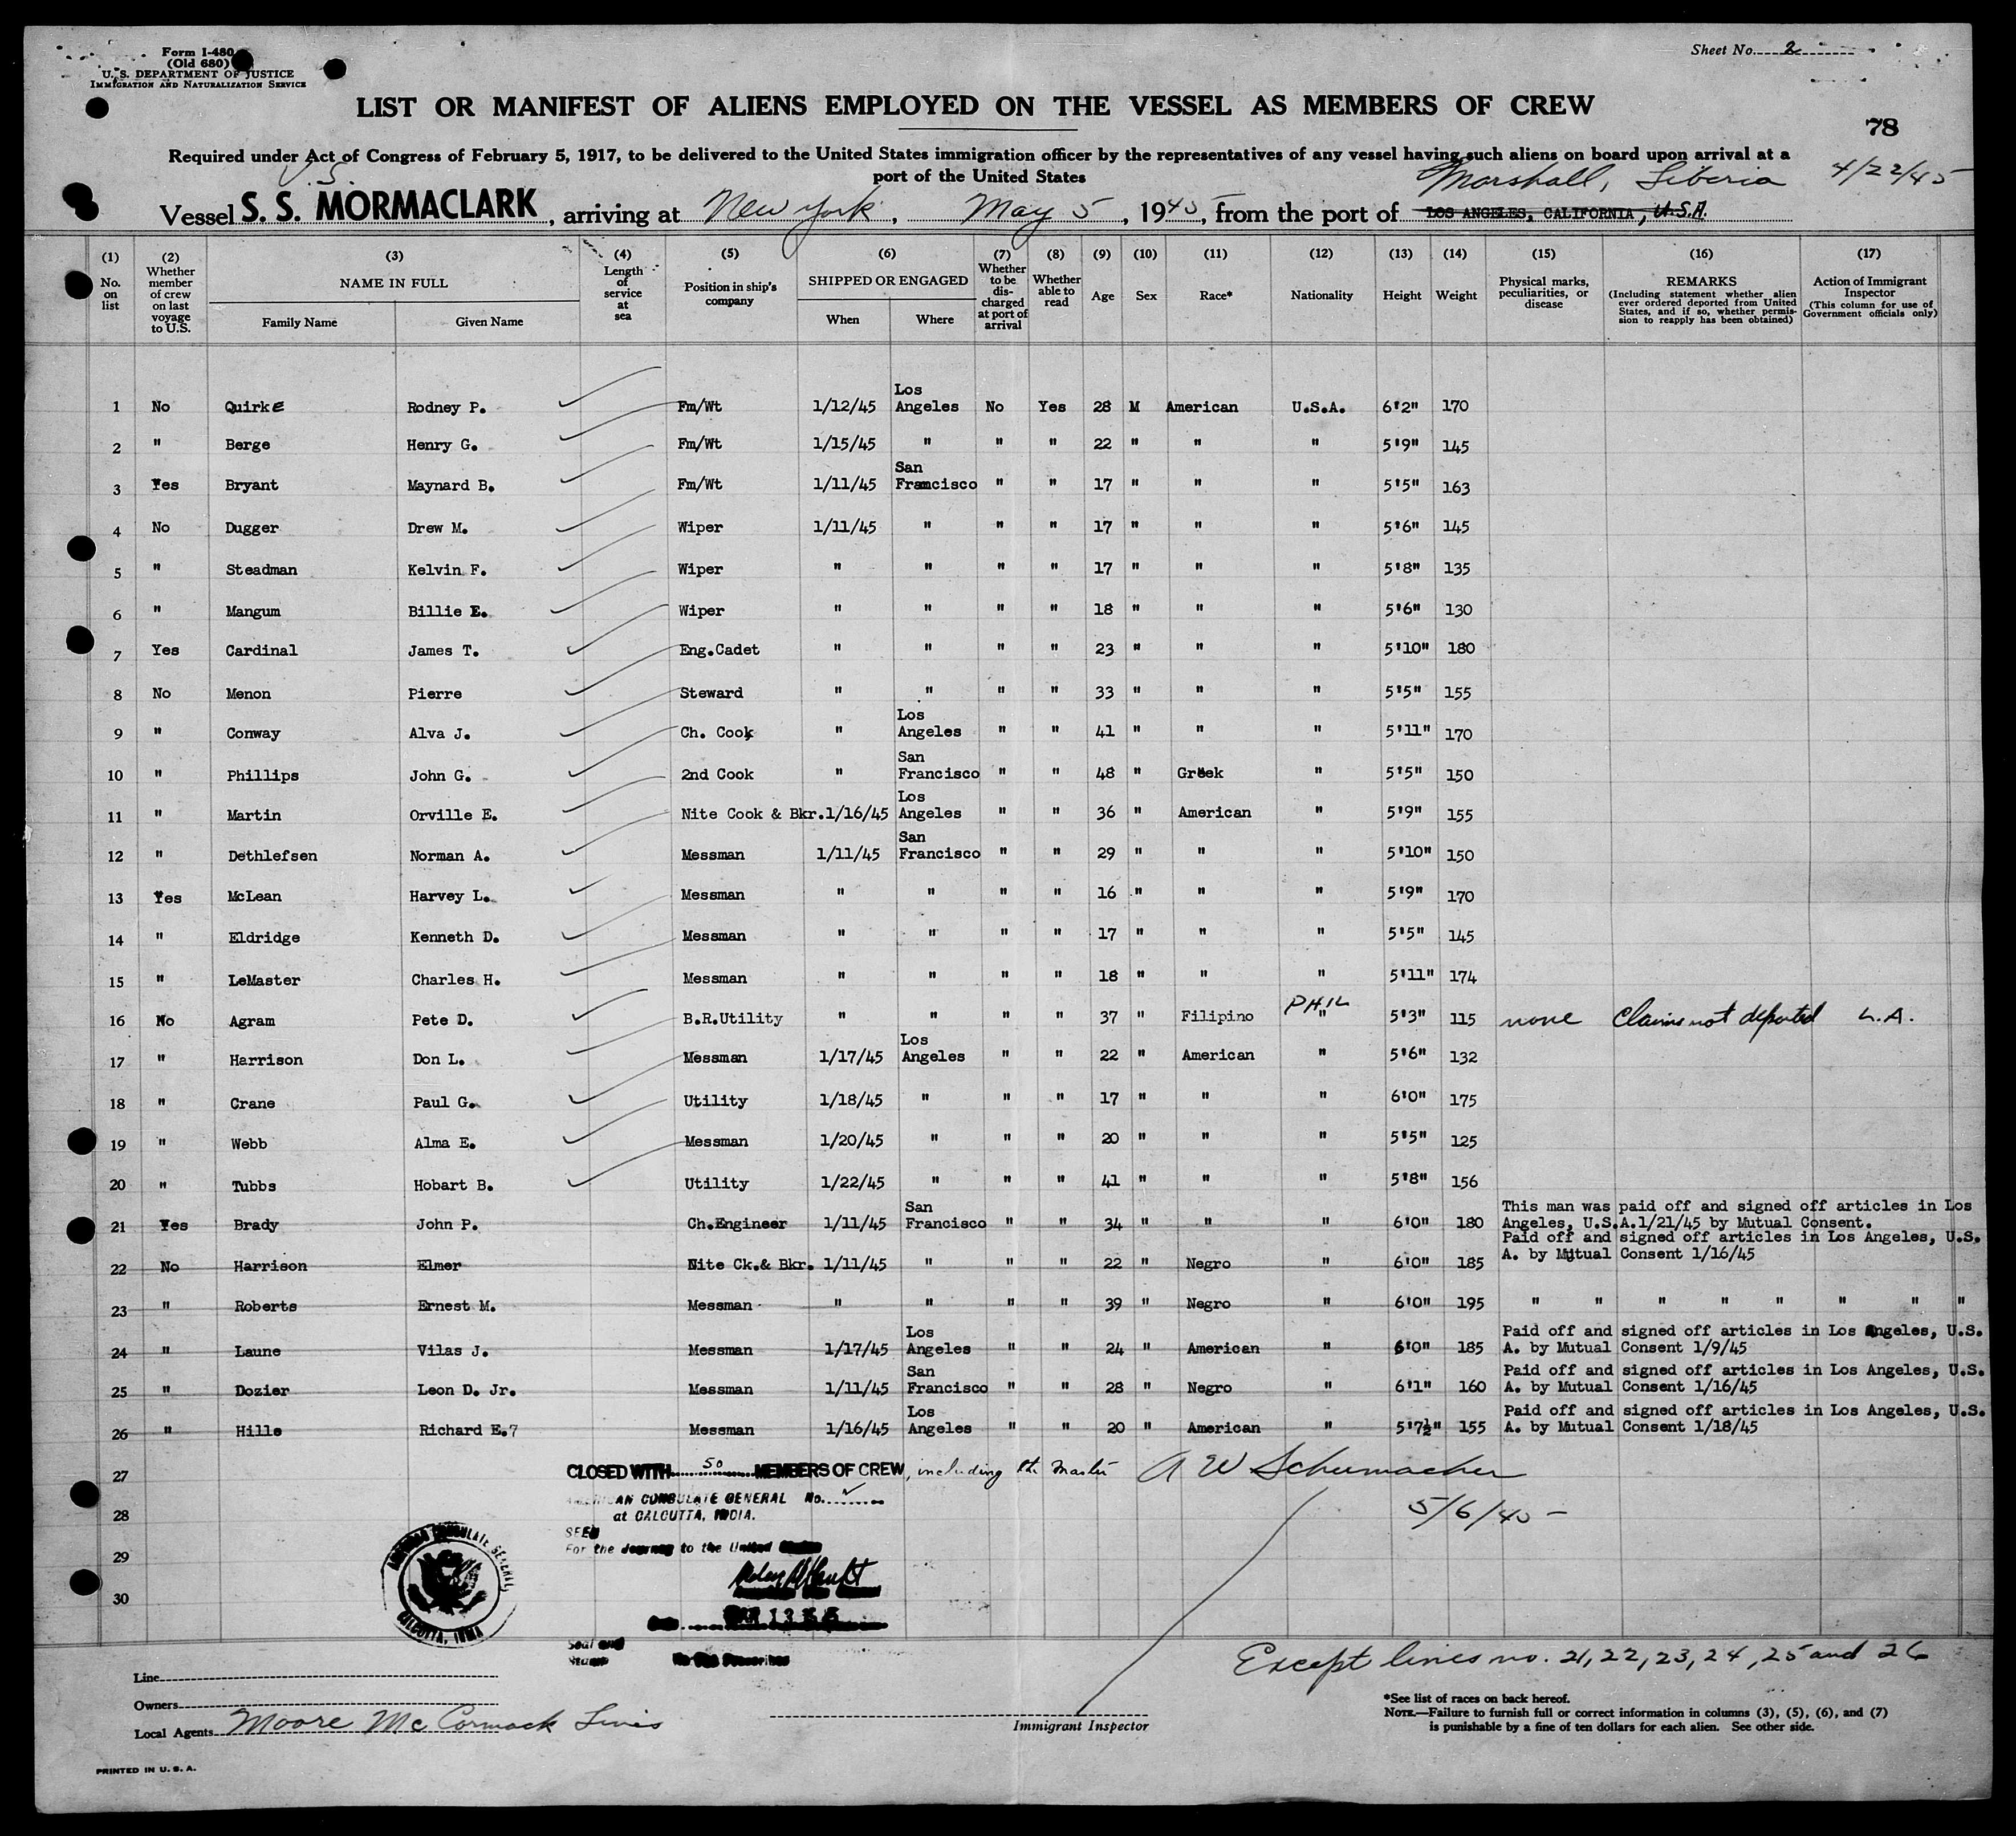 Form I-480
(Old 680)
U. S. DEPARTMENT OF JUSTICE
IMMIGRATION AND NATURALIZATION SERVICE
Sheet No. 2
LIST OR MANIFEST OF ALIENS EMPLOYED ON THE VESSEL AS MEMBERS OF CREW
78
Required under Act of Congress of February 5, 1917, to be delivered to the United States immigration officer by the representatives of any vessel having such aliens on board upon arrival at a
port of the United States
Marshall, Liberia 4/22/45
Vessel S. S. MORMACLARK, arriving at New York, May 5, 1945, from the port of LOS ANGELES, CALIFORNIA, U.S.A.
(1) No. on list
(2) Whether member of crew on last voyage to U.S.
(3) NAME IN FULL Family Name Given Name
(4) Length of service at sea
(5) Position in ship's company
(6) SHIPPED OR ENGAGED When Where
(7) Whether to be discharged at port of arrival
(8) Whether able to read
(9) Age
(10) Sex
(11) Race*
(12) Nationality
(13) Height
(14) Weight
(15) Physical marks, peculiarities, or disease
(16) REMARKS (Including statement whether alien ever ordered deported from United States, and if so, whether permission to reapply has been obtained)
(17) Action of Immigrant Inspector (This column for use of Government officials only)
1 No Quirke Rodney P. Fm/Wt 1/12/45 Los Angeles No Yes 28 M American U.S.A. 6'2" 170
2 " Berge Henry G. Fm/Wt 1/15/45 " " " 22 " " " 5'9" 145
3 Yes Bryant Maynard B. Fm/Wt 1/11/45 San Francisco " " 17 " " " 5'5" 163
4 No Dugger Drew M. Wiper 1/11/45 " " " 17 " " " 5'6" 145
5 " Steadman Kelvin F. Wiper " " " " 17 " " " 5'8" 135
6 " Mangum Billie E. Wiper " " " " 18 " " " 5'6" 130
7 Yes Cardinal James T. Eng.Cadet " " " " 23 " " " 5'10" 180
8 No Menon Pierre Steward " " " " 33 " " " 5'5" 155
9 " Conway Alva J. Ch. Cook " Los Angeles " " 41 " " " 5'11" 170
10 " Phillips John G. 2nd Cook " San Francisco " " 48 " Greek " 5'5" 150
11 " Martin Orville E. Nite Cook & Bkr. 1/16/45 Los Angeles " " 36 " American " 5'9" 155
12 " Dethlefsen Norman A. Messman 1/11/45 San Francisco " " 29 " " " 5'10" 150
13 Yes McLean Harvey L. Messman " " " " 16 " " " 5'9" 170
14 " Eldridge Kenneth D. Messman " " " " 17 " " " 5'5" 145
15 " LeMaster Charles H. Messman " " " " 18 " " " 5'11" 174
16 No Agram Pete D. B.R.Utility " " " " 37 " Filipino PHIL " 5'3" 115 none Claims not deported L.A.
17 " Harrison Don L. Messman 1/17/45 Los Angeles " " 22 " American " 5'6" 132
18 " Crane Paul G. Utility 1/18/45 " " " 17 " " " 6'0" 175
19 " Webb Alma E. Messman 1/20/45 " " " 20 " " " 5'5" 125
20 " Tubbs Hobart B. Utility 1/22/45 " " " 41 " " " 5'8" 156
21 Yes Brady John P. Ch.Engineer 1/11/45 San Francisco " " 34 " " " 6'0" 180 This man was paid off and signed off articles in Los Angeles, U.S.A. 1/21/45 by Mutual Consent.
22 No Harrison Elmer Nite Ck.& Bkr. 1/11/45 " " " 22 " Negro " 6'0" 185 Paid off and signed off articles in Los Angeles, U.S. A. by Mutual Consent 1/16/45
23 " Roberts Ernest M. Messman " " " " 39 " Negro " 6'0" 195 " " " " " " " "
24 " Laune Vilas J. Messman 1/17/45 Los Angeles " " 24 " American " 6'0" 185 Paid off and signed off articles in Los Angeles, U.S. A. by Mutual Consent 1/9/45
25 " Dozier Leon D. Jr. Messman 1/11/45 San Francisco " " 28 " Negro " 6'1" 160 Paid off and signed off articles in Los Angeles, U.S. A. by Mutual Consent 1/16/45
26 " Hille Richard E.7 Messman 1/16/45 Los Angeles " " 20 " American " 5'7½" 155 Paid off and signed off articles in Los Angeles, U.S. A. by Mutual Consent 1/18/45
27 CLOSED WITH 50 MEMBERS OF CREW, including the Master A W Schumacher
AMERICAN CONSULATE GENERAL No.
28 at CALCUTTA, INDIA. 5/6/45
SEEN
For the Journey to the United States
29
30
AMERICAN CONSULATE GENERAL, CALCUTTA, INDIA
Seal and
No Fee Prescribed
Except lines no. 21, 22, 23, 24, 25 and 26
Line
Owners
Local Agents Moore McCormack Lines
Immigrant Inspector
*See list of races on back hereof.
NOTE.—Failure to furnish full or correct information in columns (3), (5), (6), and (7)
is punishable by a fine of ten dollars for each alien. See other side.
PRINTED IN U. S. A.